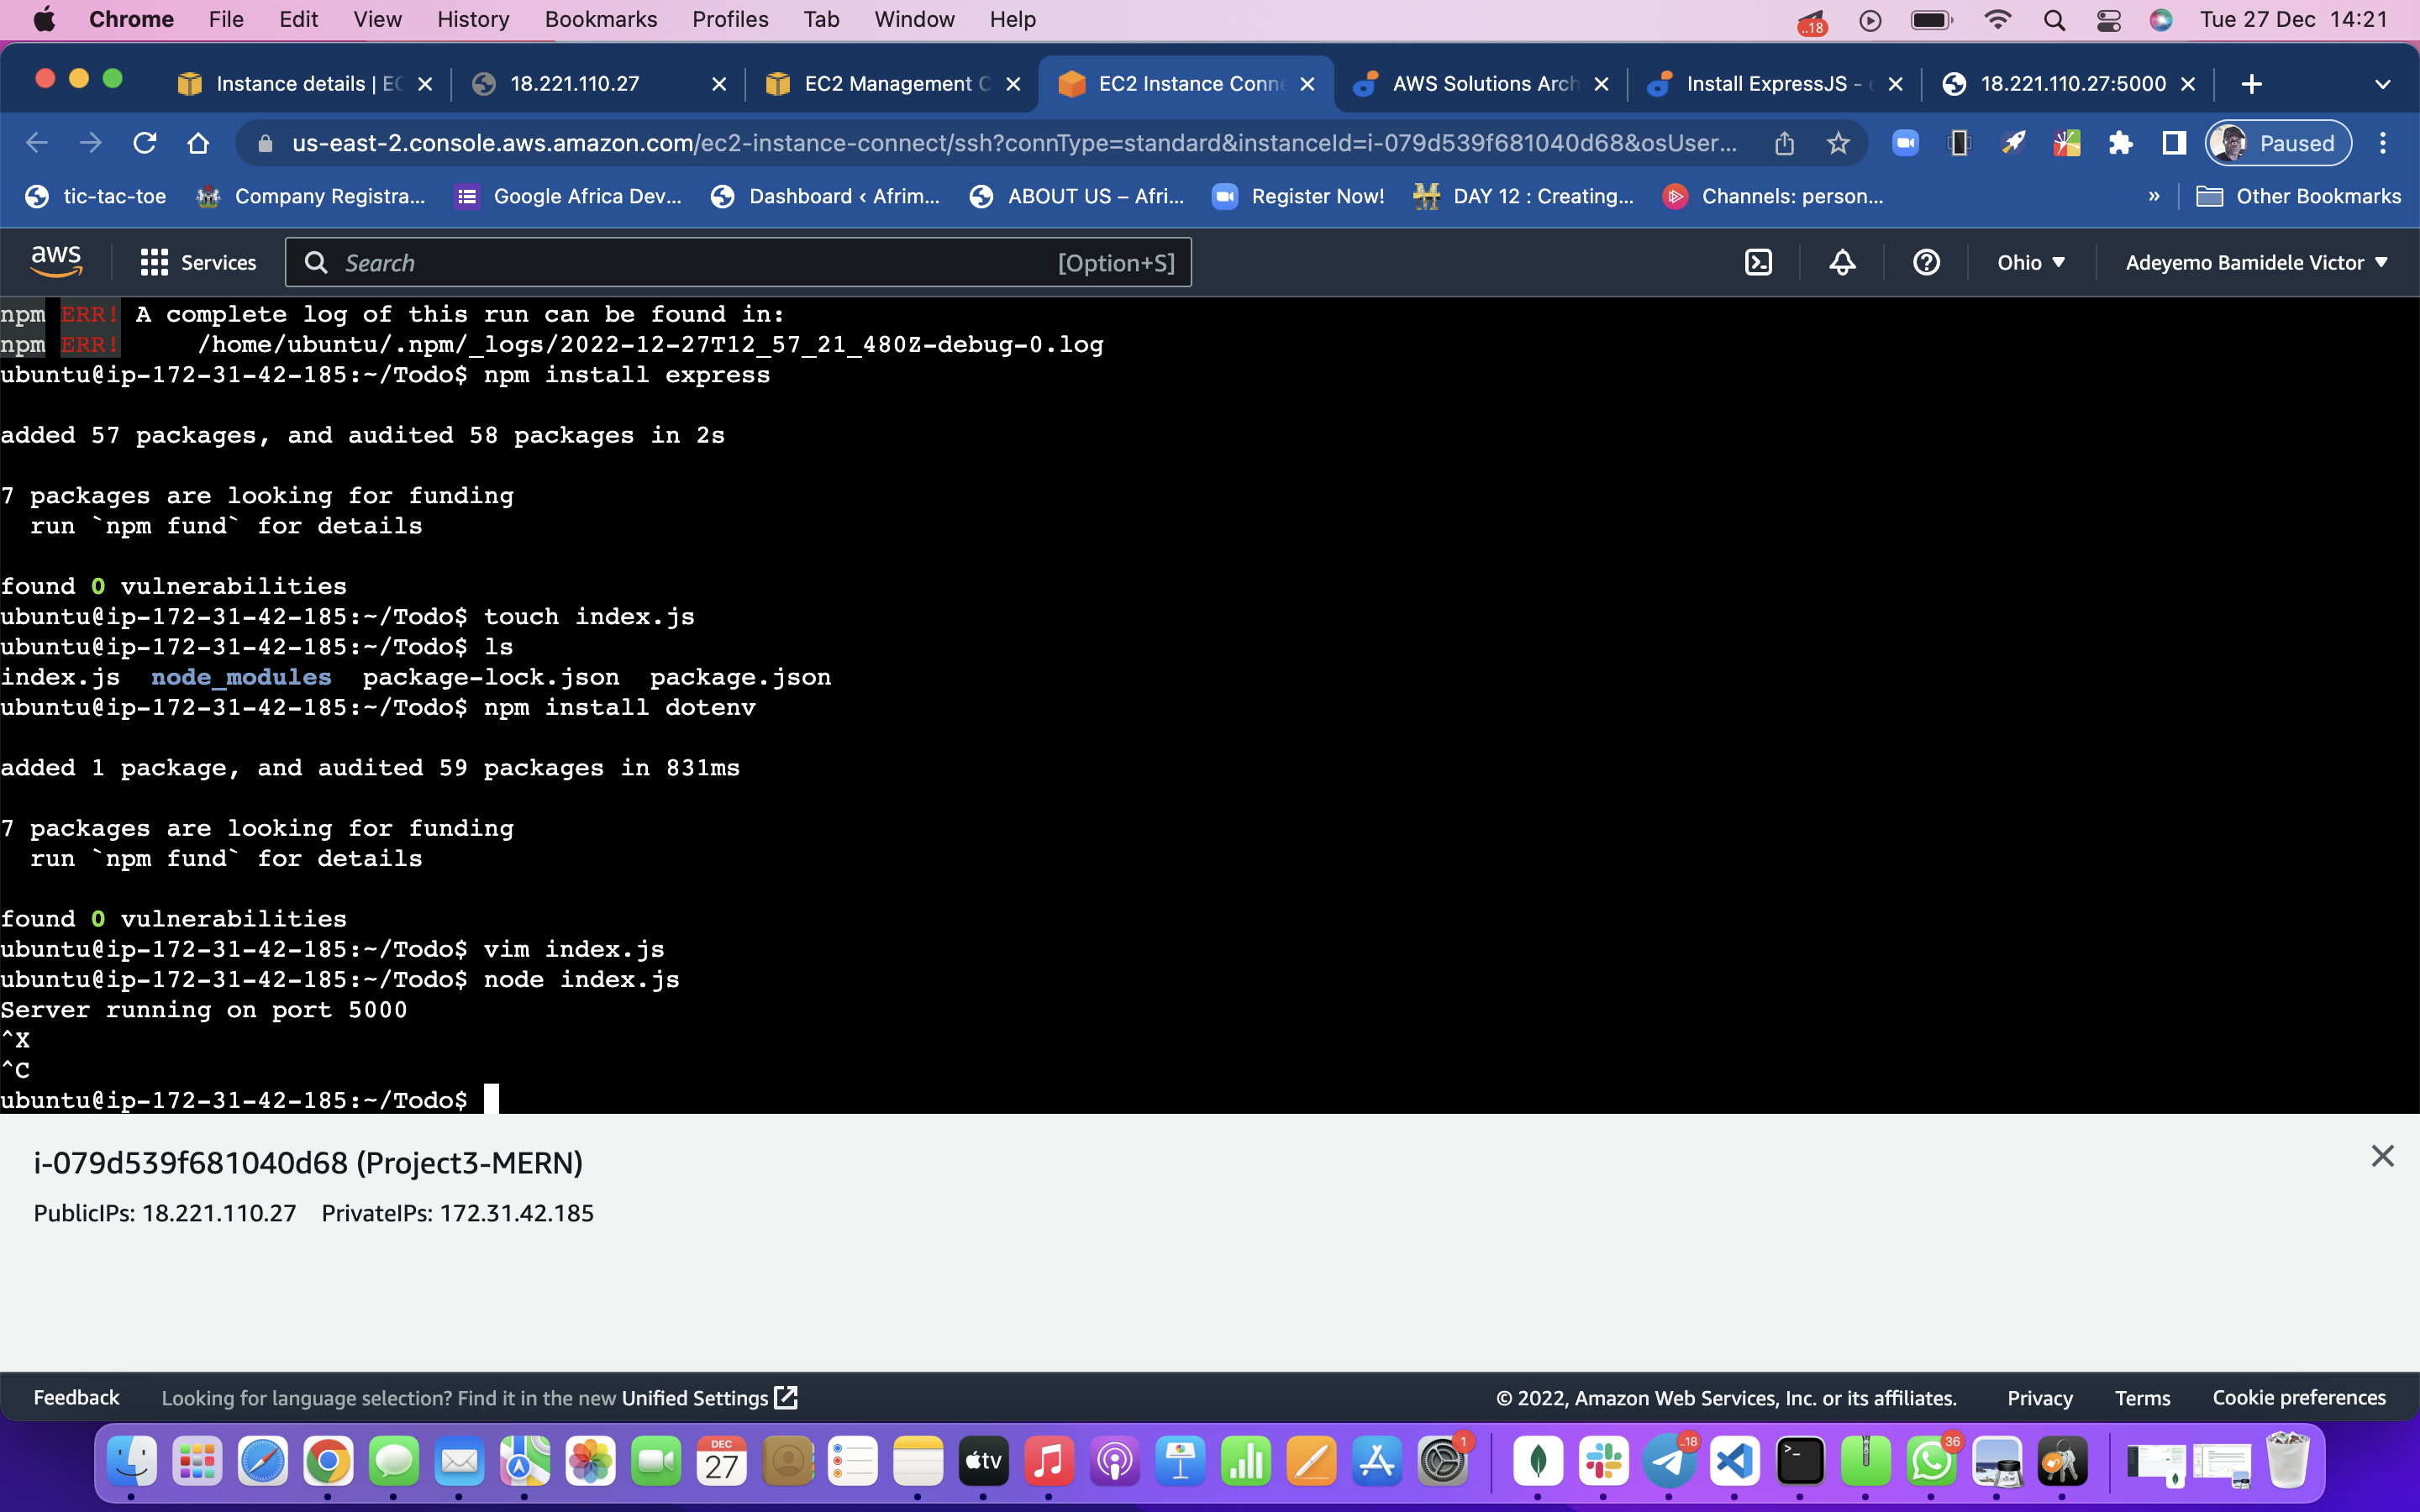 Chrome File Edit View History Bookmarks Profiles Tab Window Help ..18 Tue 27 Dec 14:21
Instance details | EC 18.221.110.27 EC2 Management C EC2 Instance Conne AWS Solutions Arch Install ExpressJS - c 18.221.110.27:5000
us-east-2.console.aws.amazon.com/ec2-instance-connect/ssh?connType=standard&instanceId=i-079d539f681040d68&osUser... Paused
tic-tac-toe Company Registra... Google Africa Dev... Dashboard ‹ Afrim... ABOUT US – Afri... Register Now! DAY 12 : Creating... Channels: person... » Other Bookmarks
aws Services Search [Option+S] Ohio Adeyemo Bamidele Victor
npm ERR! A complete log of this run can be found in:
npm ERR!     /home/ubuntu/.npm/_logs/2022-12-27T12_57_21_480Z-debug-0.log
ubuntu@ip-172-31-42-185:~/Todo$ npm install express
added 57 packages, and audited 58 packages in 2s
7 packages are looking for funding
run `npm fund` for details
found 0 vulnerabilities
ubuntu@ip-172-31-42-185:~/Todo$ touch index.js
ubuntu@ip-172-31-42-185:~/Todo$ ls
index.js node_modules package-lock.json package.json
ubuntu@ip-172-31-42-185:~/Todo$ npm install dotenv
added 1 package, and audited 59 packages in 831ms
7 packages are looking for funding
run `npm fund` for details
found 0 vulnerabilities
ubuntu@ip-172-31-42-185:~/Todo$ vim index.js
ubuntu@ip-172-31-42-185:~/Todo$ node index.js
Server running on port 5000
^X
^C
ubuntu@ip-172-31-42-185:~/Todo$
i-079d539f681040d68 (Project3-MERN)
PublicIPs: 18.221.110.27 PrivateIPs: 172.31.42.185
Feedback Looking for language selection? Find it in the new Unified Settings © 2022, Amazon Web Services, Inc. or its affiliates. Privacy Terms Cookie preferences
DEC 27 tv 1 ..18 36